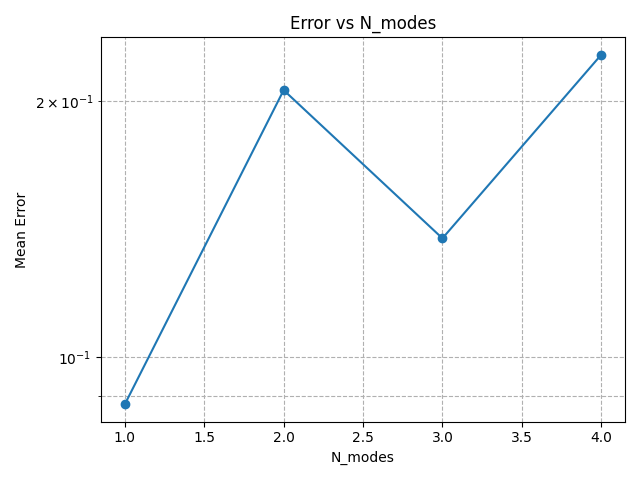 Error vs N_modes
Mean Error
2 × 10⁻¹
10⁻¹
1.0 1.5 2.0 2.5 3.0 3.5 4.0
N_modes